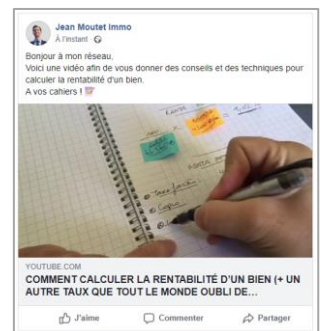 Jean Moutet immo
À l'instant ·
Bonjour à mon réseau,
Voici une vidéo afin de vous donner des conseils et des techniques pour
calculer la rentabilité d'un bien.
A vos cahiers !
YOUTUBE.COM
COMMENT CALCULER LA RENTABILITÉ D'UN BIEN (+ UN
AUTRE TAUX QUE TOUT LE MONDE OUBLI DE...
J'aime Commenter Partager